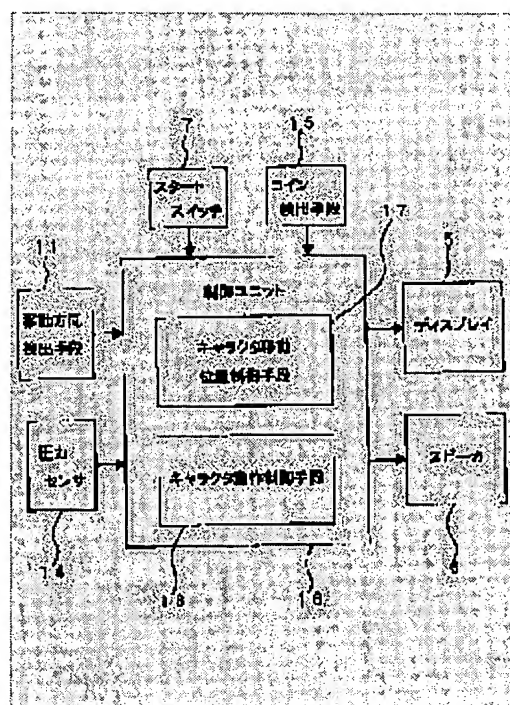 7
15
スタート
スイッチ
コイン
検出手段
17
11
5
制御ユニット
移動方向
検出手段
キャラクタ移動
位置制御手段
ディスプレイ
圧力
センサ
キャラクタ動作制御手段
スピーカ
14
18
16
6